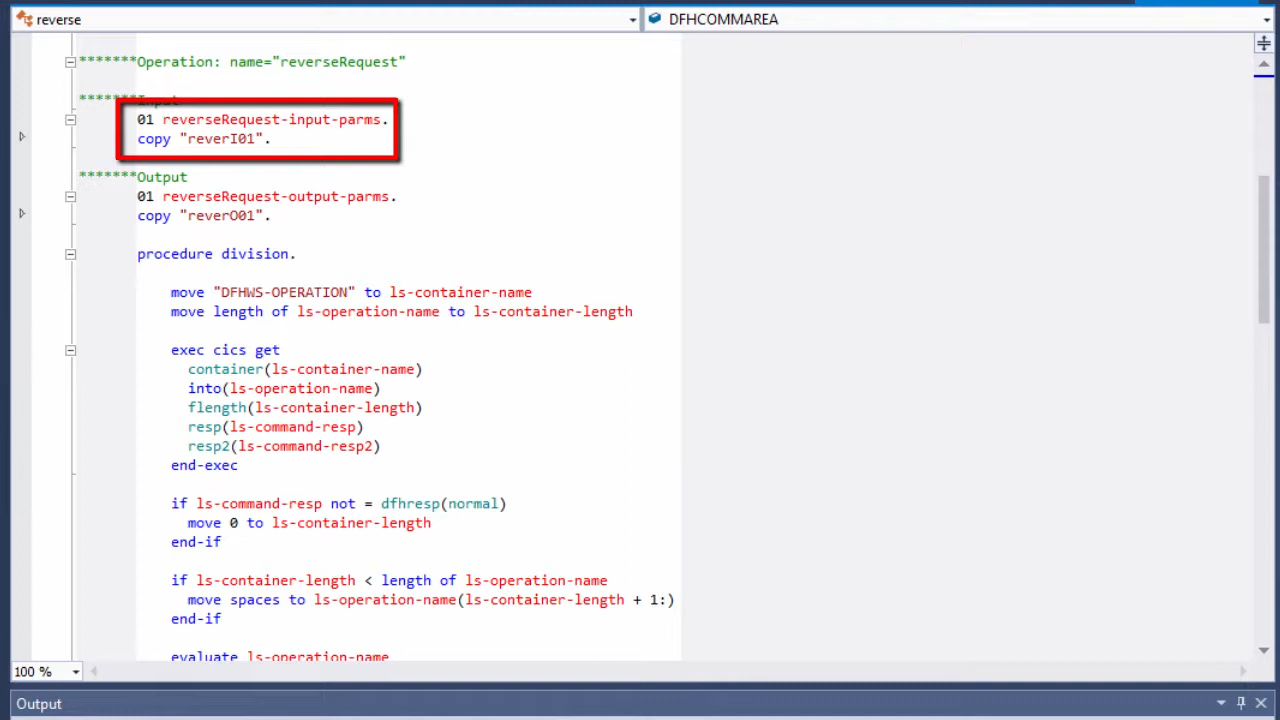 reverse
DFHCOMMAREA
*******Operation: name="reverseRequest"
*******Input
01 reverseRequest-input-parms.
copy "reverI01".
*******Output
01 reverseRequest-output-parms.
copy "reverO01".
procedure division.
move "DFHWS-OPERATION" to ls-container-name
move length of ls-operation-name to ls-container-length
exec cics get
container(ls-container-name)
into(ls-operation-name)
flength(ls-container-length)
resp(ls-command-resp)
resp2(ls-command-resp2)
end-exec
if ls-command-resp not = dfhresp(normal)
move 0 to ls-container-length
end-if
if ls-container-length < length of ls-operation-name
move spaces to ls-operation-name(ls-container-length + 1:)
end-if
evaluate ls-operation-name
100 %
Output